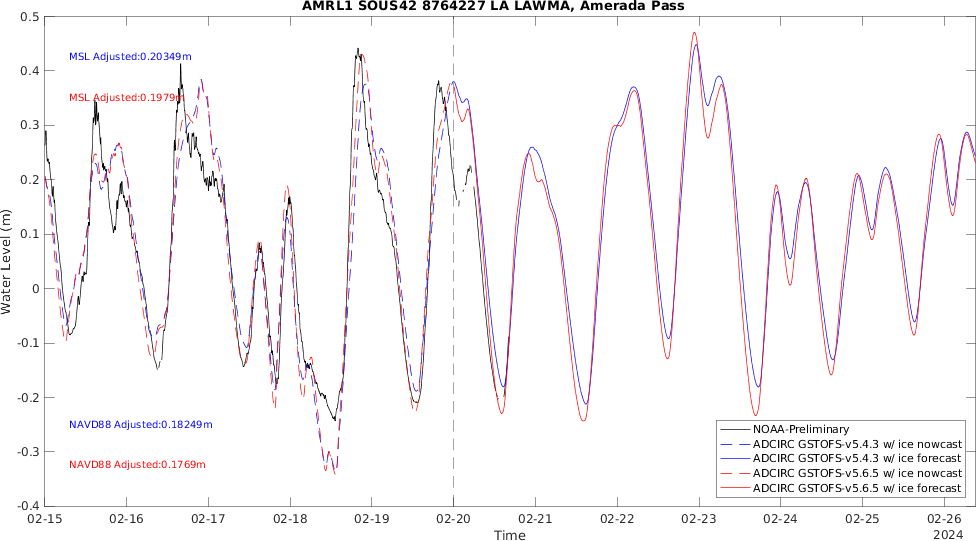 AMRL1 SOUS42 8764227 LA LAWMA, Amerada Pass
0.5
0.4
0.3
0.2
0.1
0
-0.1
-0.2
-0.3
-0.4
Water Level (m)
MSL Adjusted:0.20349m
MSL Adjusted:0.1979m
NAVD88 Adjusted:0.18249m
NAVD88 Adjusted:0.1769m
NOAA-Preliminary
ADCIRC GSTOFS-v5.4.3 w/ ice nowcast
ADCIRC GSTOFS-v5.4.3 w/ ice forecast
ADCIRC GSTOFS-v5.6.5 w/ ice nowcast
ADCIRC GSTOFS-v5.6.5 w/ ice forecast
02-15 02-16 02-17 02-18 02-19 02-20 02-21 02-22 02-23 02-24 02-25 02-26
2024
Time